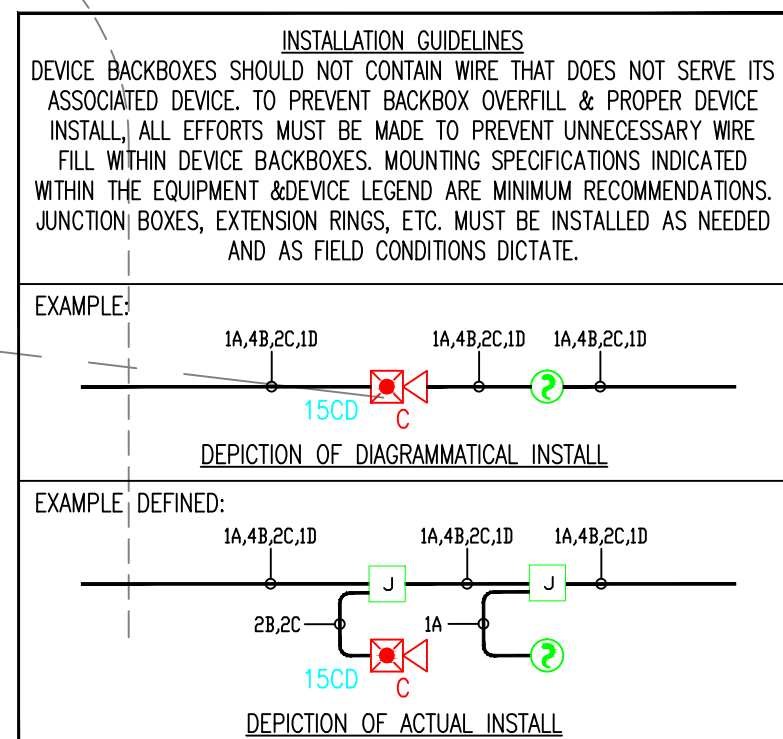 INSTALLATION GUIDELINES
DEVICE BACKBOXES SHOULD NOT CONTAIN WIRE THAT DOES NOT SERVE ITS
ASSOCIATED DEVICE. TO PREVENT BACKBOX OVERFILL & PROPER DEVICE
INSTALL, ALL EFFORTS MUST BE MADE TO PREVENT UNNECESSARY WIRE
FILL WITHIN DEVICE BACKBOXES. MOUNTING SPECIFICATIONS INDICATED
WITHIN THE EQUIPMENT &DEVICE LEGEND ARE MINIMUM RECOMMENDATIONS.
JUNCTION BOXES, EXTENSION RINGS, ETC. MUST BE INSTALLED AS NEEDED
AND AS FIELD CONDITIONS DICTATE.
EXAMPLE:
1A,4B,2C,1D 1A,4B,2C,1D 1A,4B,2C,1D
15CD C
DEPICTION OF DIAGRAMMATICAL INSTALL
EXAMPLE DEFINED:
1A,4B,2C,1D 1A,4B,2C,1D 1A,4B,2C,1D
J J
2B,2C 1A
15CD C
DEPICTION OF ACTUAL INSTALL